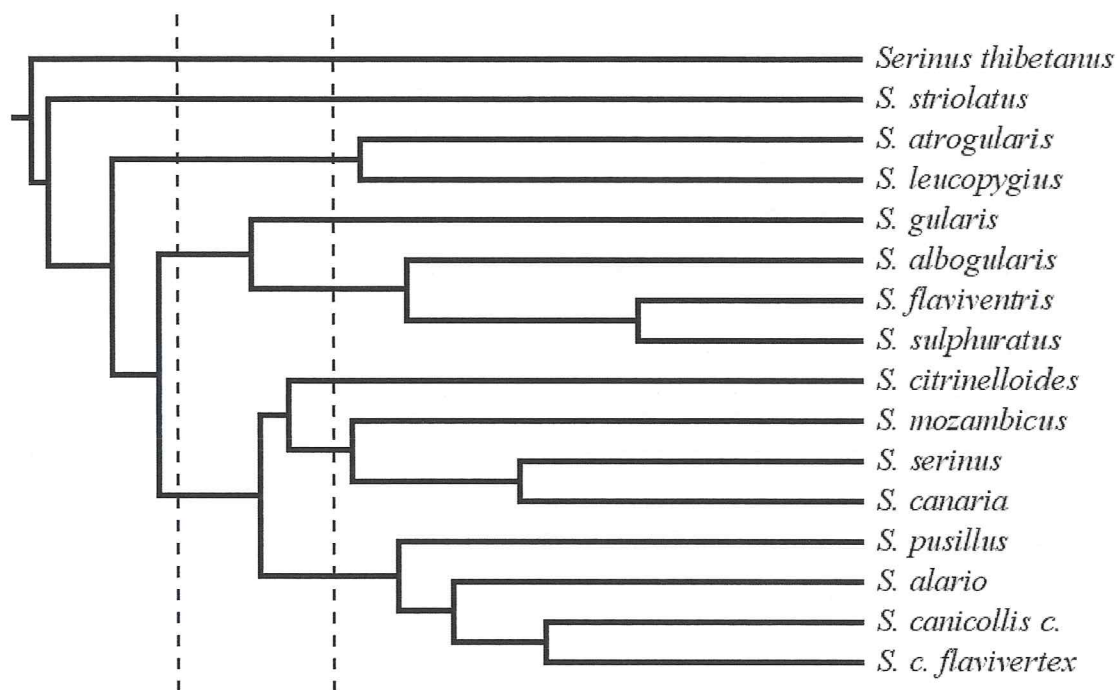 Serinus thibetanus
S. striolatus
S. atrogularis
S. leucopygius
S. gularis
S. albogularis
S. flaviventris
S. sulphuratus
S. citrinelloides
S. mozambicus
S. serinus
S. canaria
S. pusillus
S. alario
S. canicollis c.
S. c. flavivertex